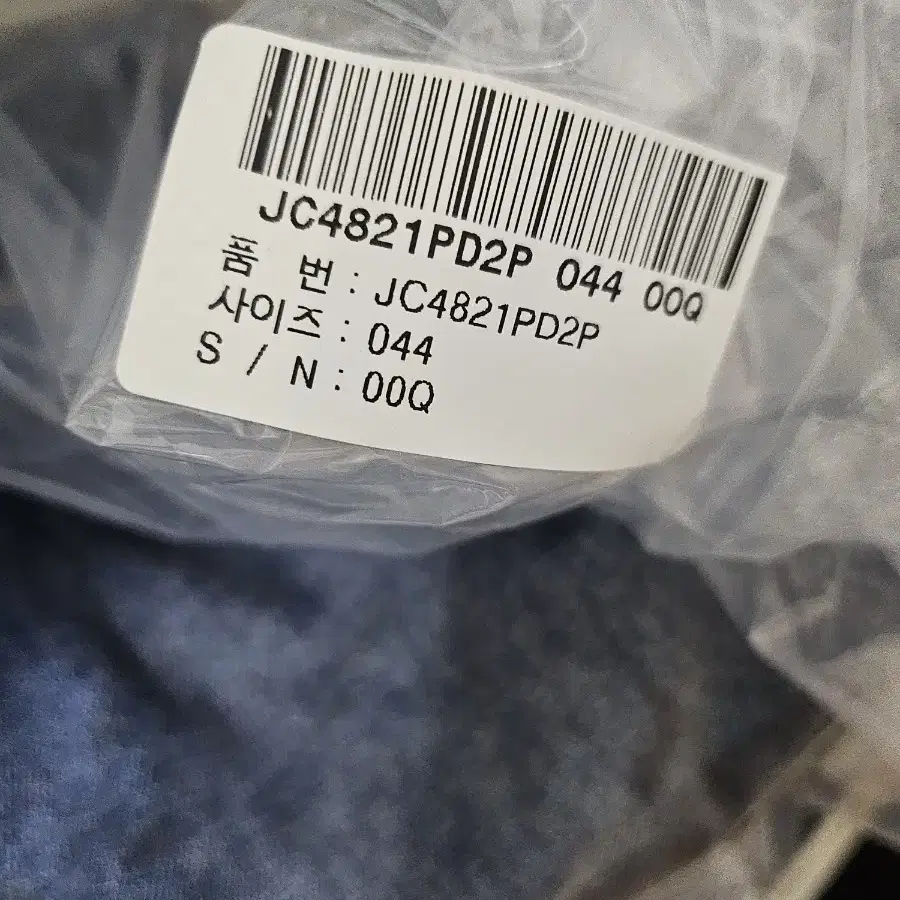 JC4821PD2P 044 00Q
품 번 : JC4821PD2P
사이즈 : 044
S / N : 00Q